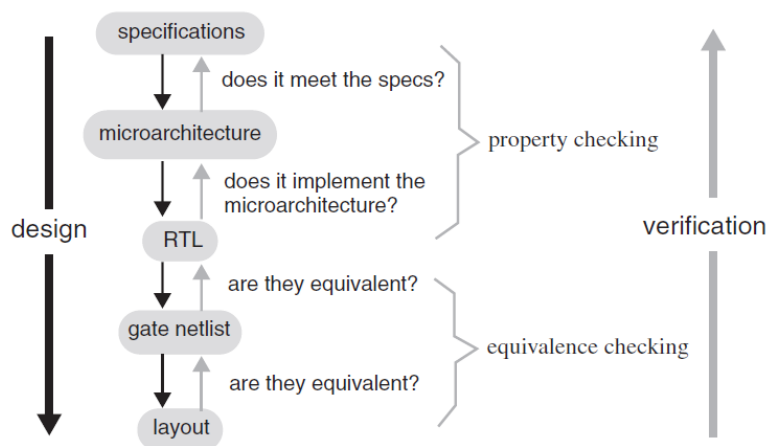 specifications
does it meet the specs?
microarchitecture
property checking
does it implement the
microarchitecture?
design
RTL
verification
are they equivalent?
gate netlist
equivalence checking
are they equivalent?
layout